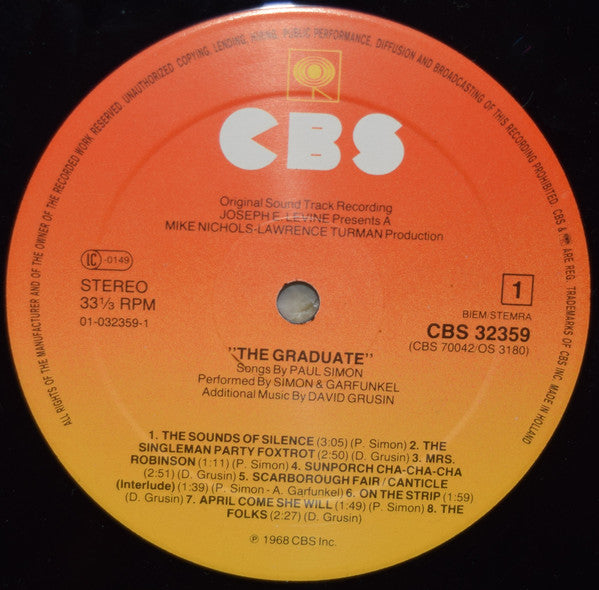 ALL RIGHTS OF THE MANUFACTURER AND OF THE OWNER OF THE RECORDED WORK RESERVED. UNAUTHORIZED COPYING, LENDING, HIRING, PUBLIC PERFORMANCE, DIFFUSION AND BROADCASTING OF THIS RECORD PROHIBITED. CBS & ARE REG. TRADEMARKS OF CBS INC. MADE IN HOLLAND
CBS
Original Sound Track Recording
JOSEPH E. LEVINE Presents A
MIKE NICHOLS-LAWRENCE TURMAN Production
IC -0149
STEREO
33⅓ RPM
01-032359-1
1
BIEM/STEMRA
CBS 32359
(CBS 70042/OS 3180)
"THE GRADUATE"
Songs By PAUL SIMON
Performed By SIMON & GARFUNKEL
Additional Music By DAVID GRUSIN
1. THE SOUNDS OF SILENCE (3:05) (P. Simon) 2. THE
SINGLEMAN PARTY FOXTROT (2:50) (D. Grusin) 3. MRS.
ROBINSON (1:11) (P. Simon) 4. SUNPORCH CHA-CHA-CHA
(2:51) (D. Grusin) 5. SCARBOROUGH FAIR/CANTICLE
(Interlude) (1:39) (P. Simon - A. Garfunkel) 6. ON THE STRIP (1:59)
(D. Grusin) 7. APRIL COME SHE WILL (1:49) (P. Simon) 8. THE
FOLKS (2:27) (D. Grusin)
℗ 1968 CBS Inc.